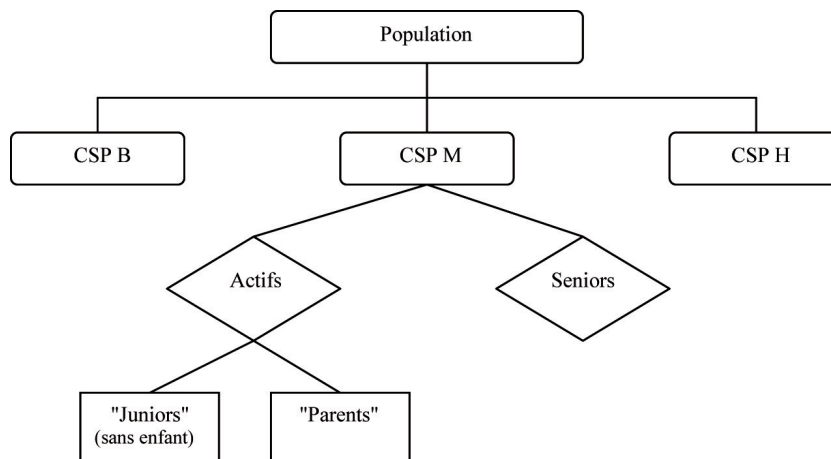 Population
CSP B
CSP M
CSP H
Actifs
Seniors
"Juniors"
(sans enfant)
"Parents"